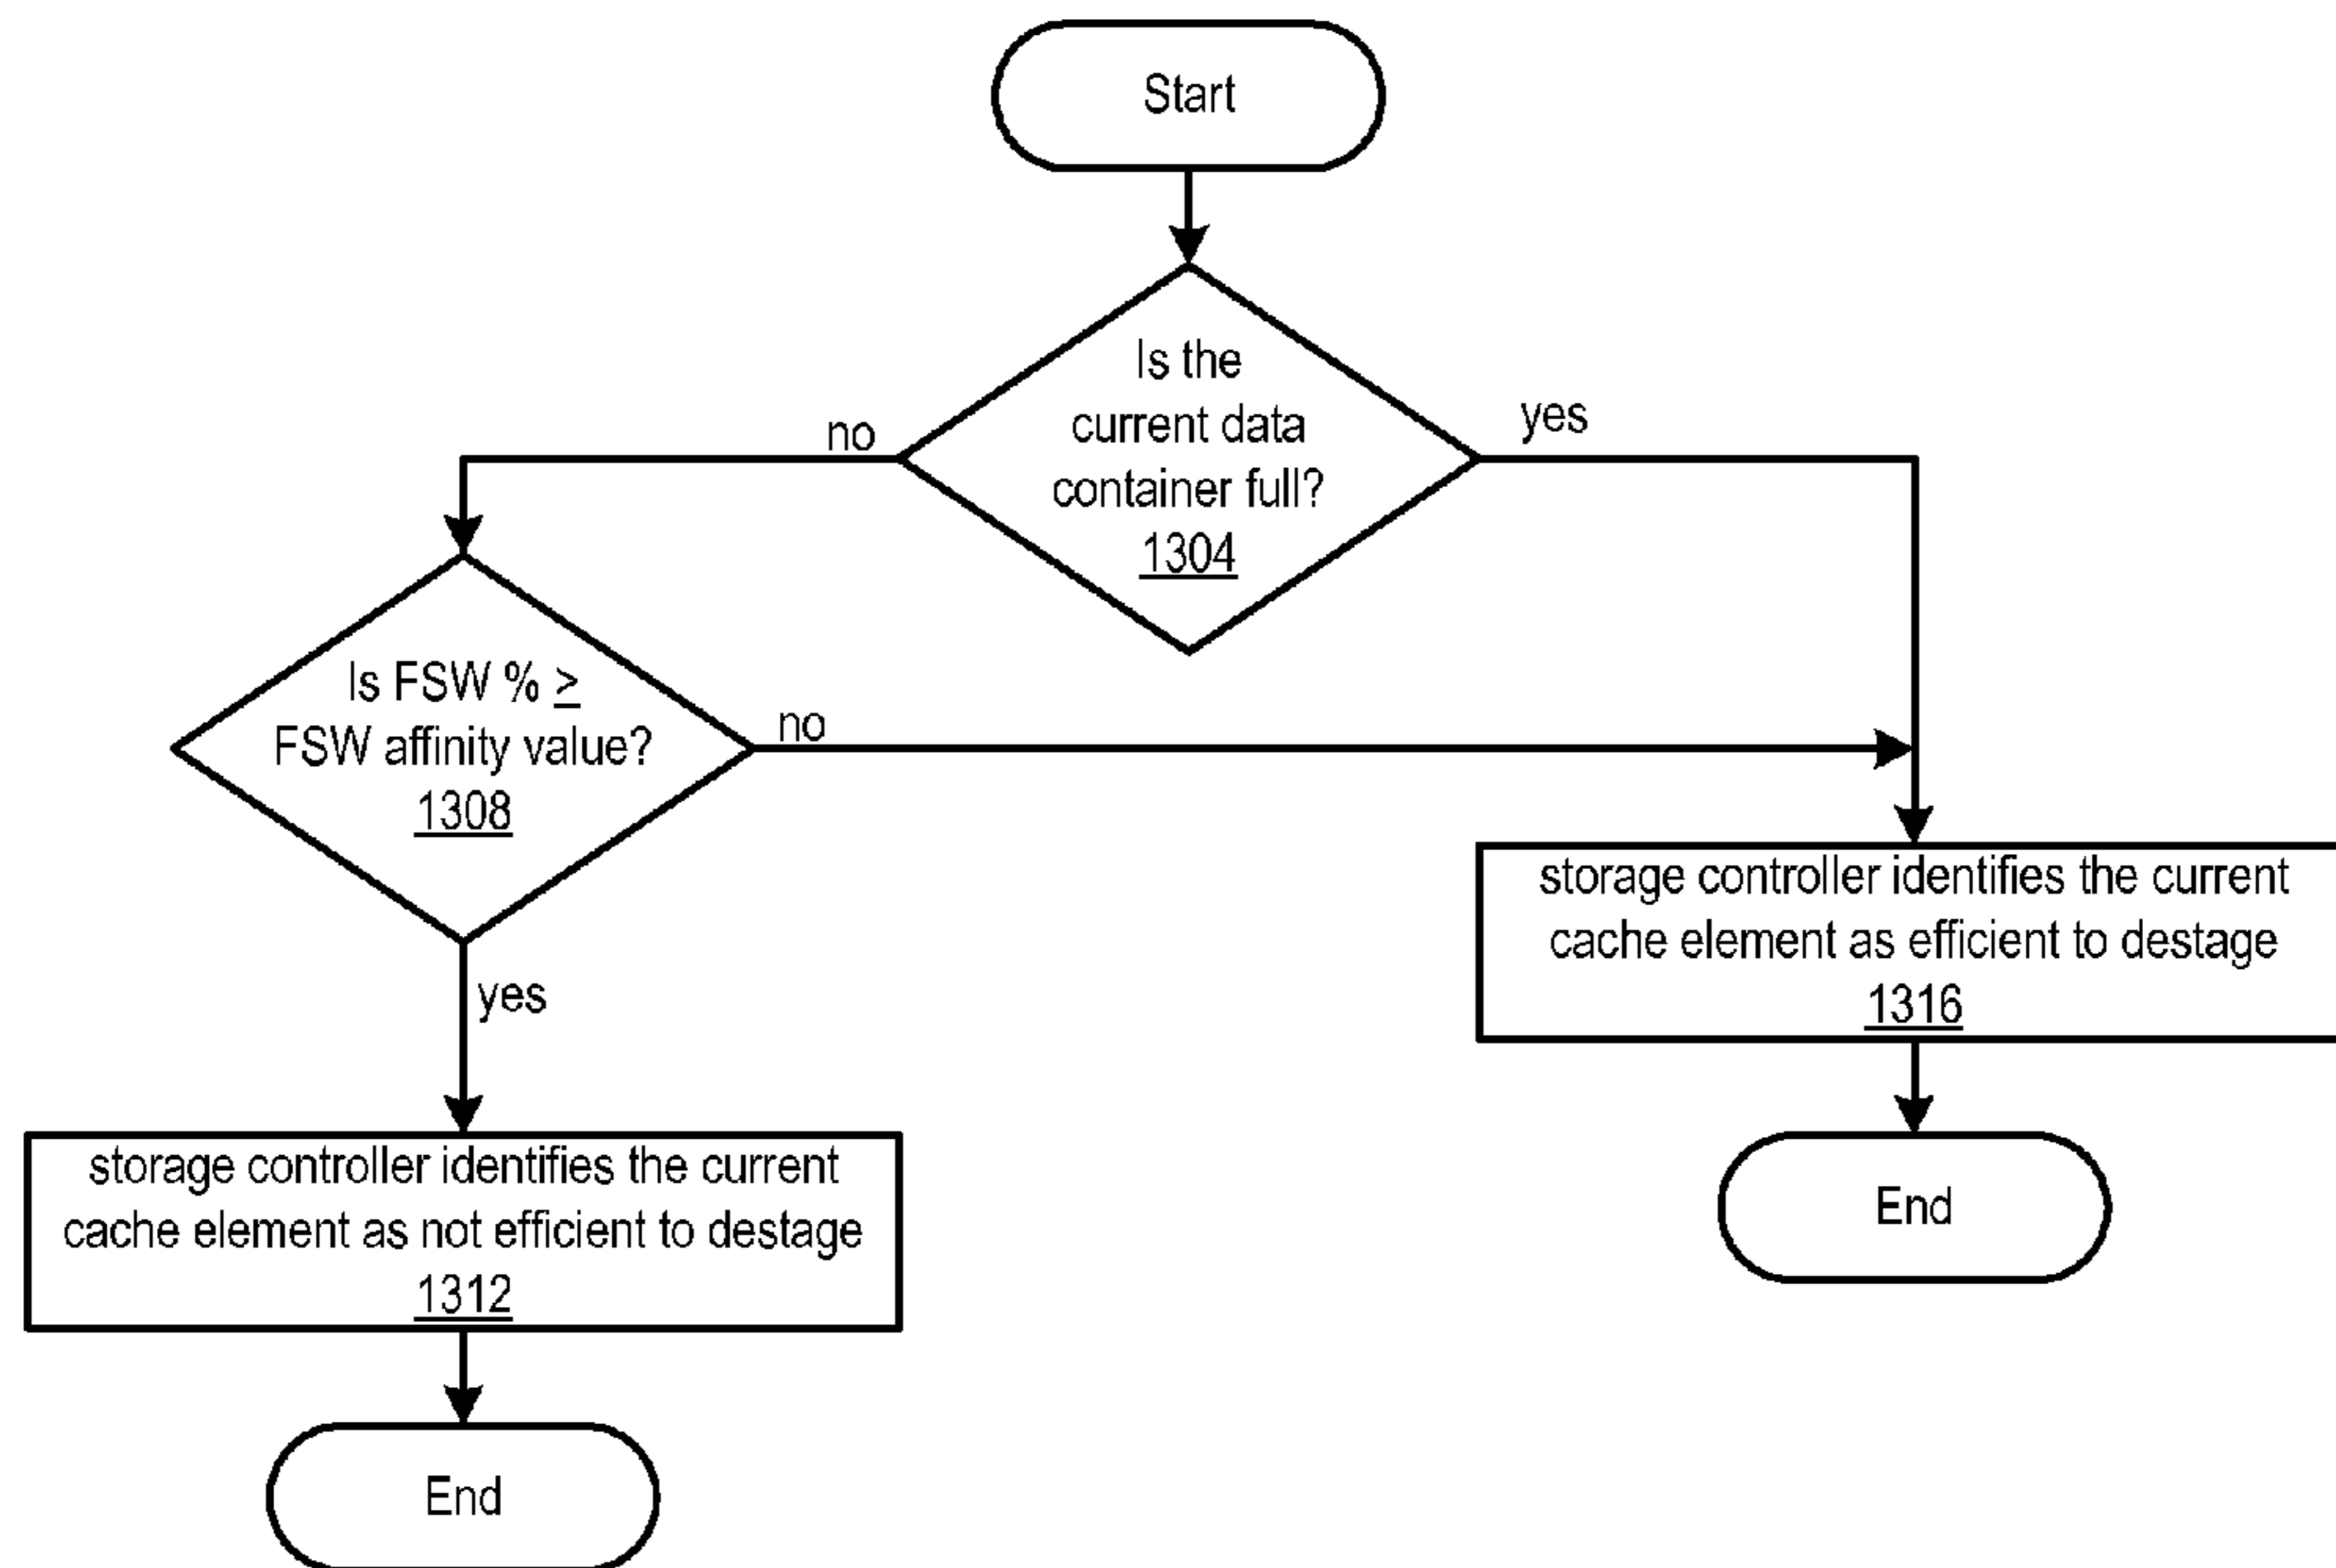 Start
Is the
current data
container full?
1304
no
yes
Is FSW % ≥
FSW affinity value?
1308
no
yes
storage controller identifies the current
cache element as efficient to destage
1316
End
storage controller identifies the current
cache element as not efficient to destage
1312
End